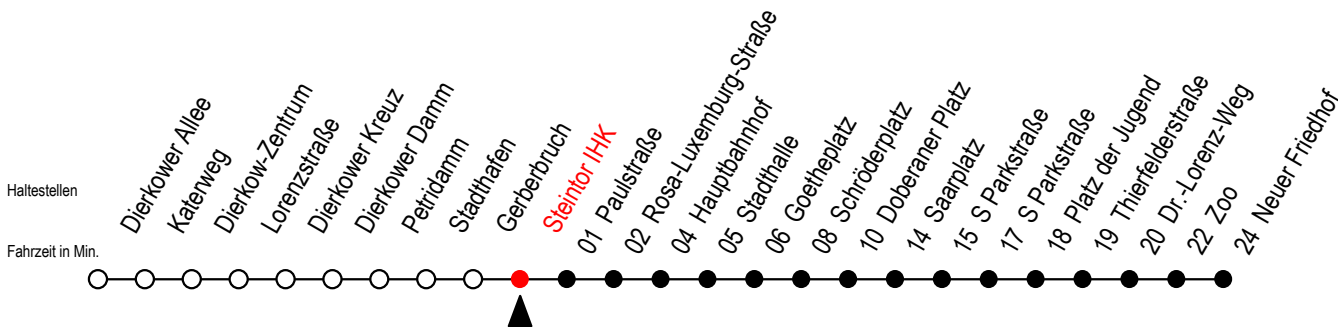 Haltestellen
Fahrzeit in Min.
Dierkower Allee
Katerweg
Dierkow-Zentrum
Lorenzstraße
Dierkower Kreuz
Dierkower Damm
Petridamm
Stadthafen
Gerberbruch
Steintor IHK
01 Paulstraße
02 Rosa-Luxemburg-Straße
04 Hauptbahnhof
05 Stadthalle
06 Goetheplatz
08 Schröderplatz
10 Doberaner Platz
14 Saarplatz
15 S Parkstraße
17 S Parkstraße
18 Platz der Jugend
19 Thierfelderstraße
20 Dr.-Lorenz-Weg
22 Zoo
24 Neuer Friedhof